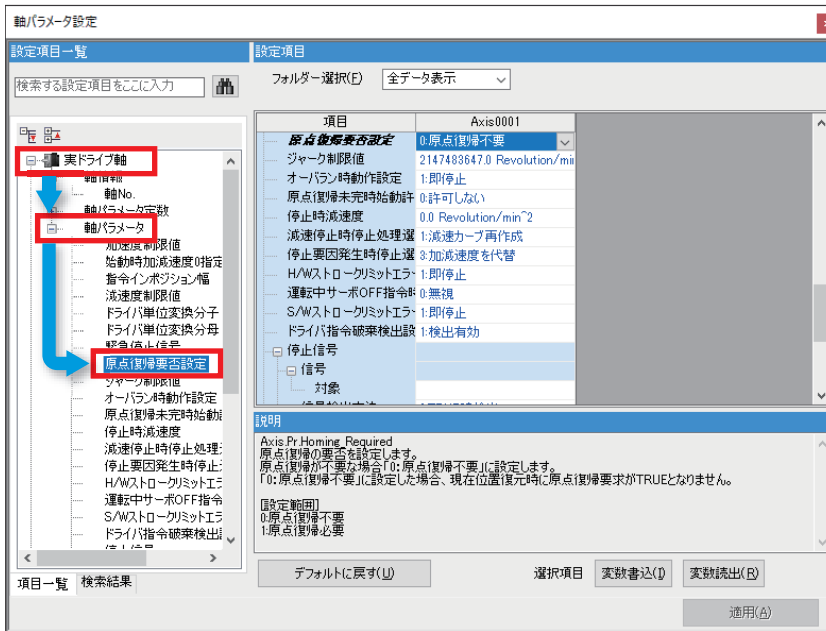 軸パラメータ設定
設定項目一覧
検索する設定項目をここに入力
実ドライブ軸
軸情報
軸No.
軸パラメータ定数
軸パラメータ
加速度制限値
始動時加減速度0指定
指令インポジション幅
減速度制限値
ドライバ単位変換分子
ドライバ単位変換分母
緊急停止信号
原点復帰要否設定
ジャーク制限値
オーバラン時動作設定
原点復帰未完時始動
停止時減速度
減速停止時停止処理
停止要因発生時停止
H/Wストロークリミットエラ
運転中サーボOFF指令
S/Wストロークリミットエラ
ドライバ指令破棄検出
停止信号
項目一覧 検索結果
設定項目
フォルダー選択(F) 全データ表示
項目 Axis0001
原点復帰要否設定 0:原点復帰不要
ジャーク制限値 2147483647.0 Revolution/mi
オーバラン時動作設定 1:即停止
原点復帰未完時始動許 0:許可しない
停止時減速度 0.0 Revolution/min^2
減速停止時停止処理選 1:減速カーブ再作成
停止要因発生時停止選 3:加減速度を代替
H/Wストロークリミットエラ 1:即停止
運転中サーボOFF指令時 0:無視
S/Wストロークリミットエラ 1:即停止
ドライバ指令破棄検出設 1:検出有効
停止信号
信号
対象
説明
Axis.Pr.Homing_Required
原点復帰の要否を設定します。
原点復帰が不要な場合「0:原点復帰不要」に設定します。
「0:原点復帰不要」に設定した場合、現在位置復元時に原点復帰要求がTRUEとなりません。
[設定範囲]
0:原点復帰不要
1:原点復帰必要
デフォルトに戻す(U) 選択項目 変数書込(I) 変数読出(R)
適用(A)